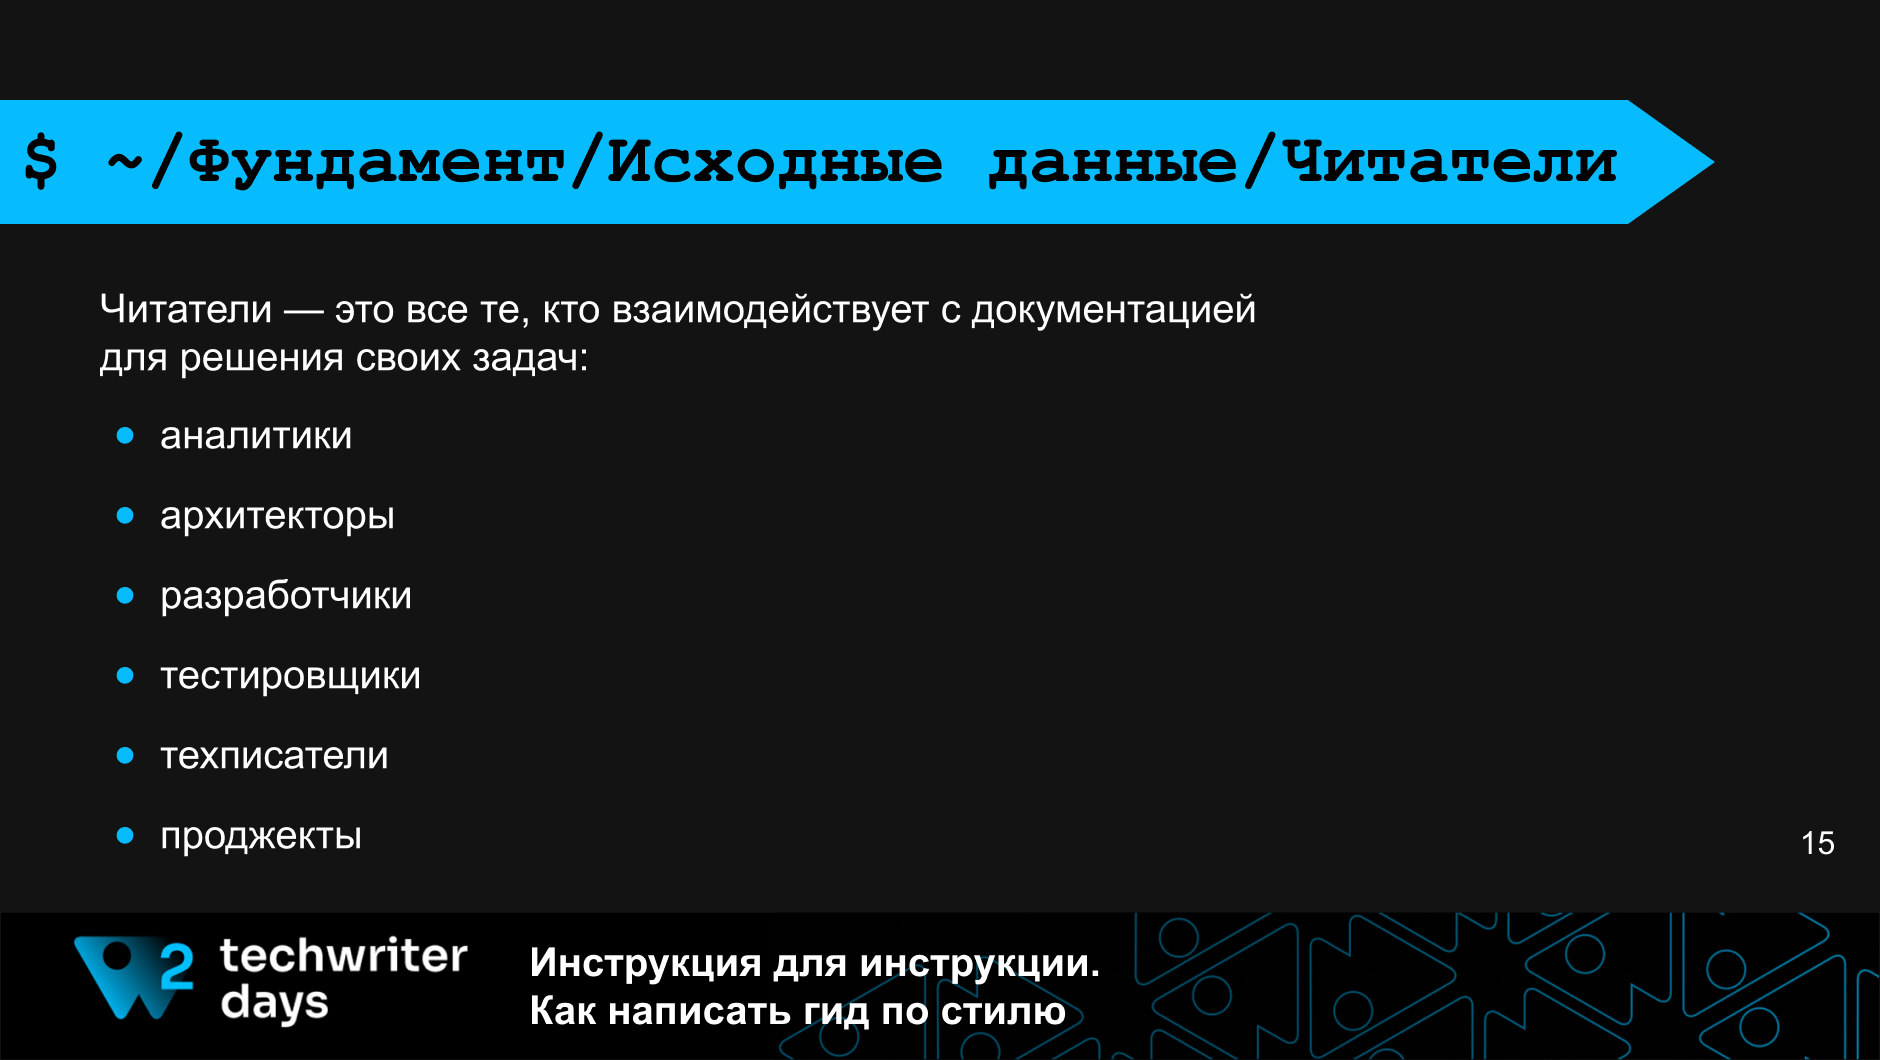 $ ~/Фундамент/Исходные данные/Читатели
Читатели — это все те, кто взаимодействует с документацией
для решения своих задач:
● аналитики
● архитекторы
● разработчики
● тестировщики
● техписатели
● проджекты
15
2 techwriter
days
Инструкция для инструкции.
Как написать гид по стилю